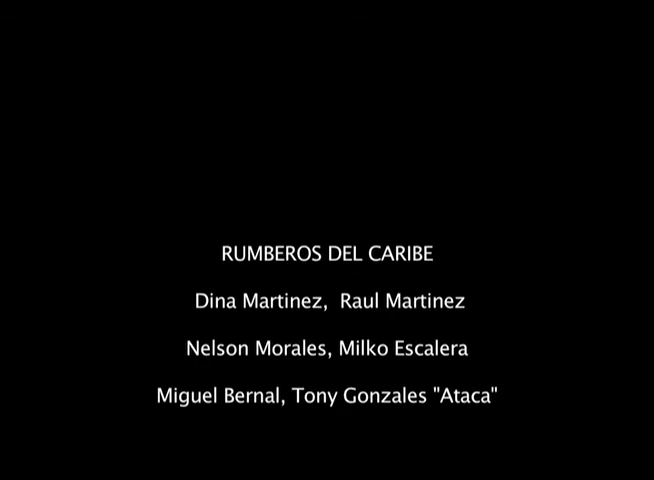 RUMBEROS DEL CARIBE
Dina Martinez,  Raul Martinez
Nelson Morales, Milko Escalera
Miguel Bernal, Tony Gonzales "Ataca"